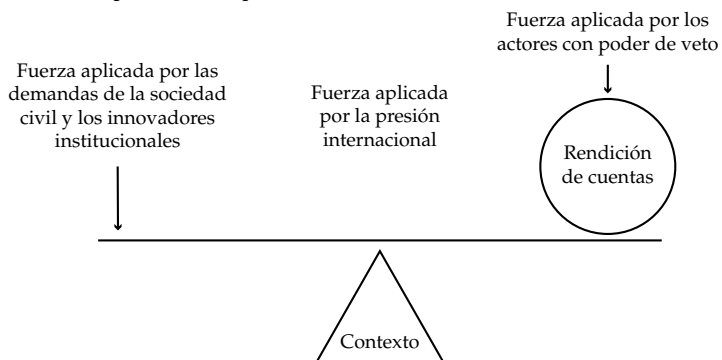 Fuerza aplicada por los
actores con poder de veto
Fuerza aplicada por las
demandas de la sociedad
civil y los innovadores
institucionales
Fuerza aplicada
por la presión
internacional
Rendición
de cuentas
Contexto